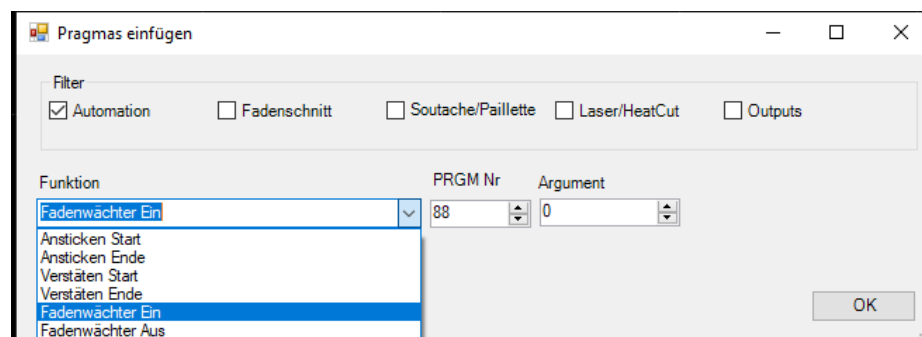 Pragmas einfügen
Filter
Automation Fadenschnitt Soutache/Paillette Laser/HeatCut Outputs
Funktion PRGM Nr Argument
Fadenwächter Ein 88 0
Ansticken Start
Ansticken Ende
Verstäten Start
Verstäten Ende
Fadenwächter Ein
OK
Fadenwächter Aus